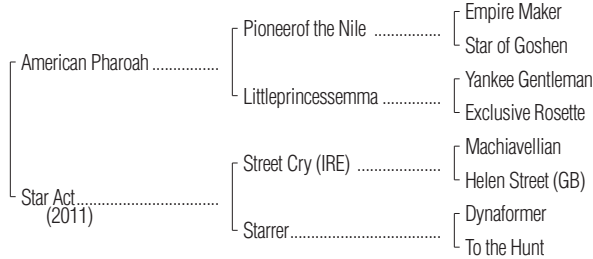 Empire Maker
Pioneerof the Nile ................
Star of Goshen
American Pharoah ................
Yankee Gentleman
Littleprincessemma ..............
Exclusive Rosette
Machiavellian
Street Cry (IRE) ....................
Helen Street (GB)
Star Act...................................
(2011)
Dynaformer
Starrer.....................................
To the Hunt